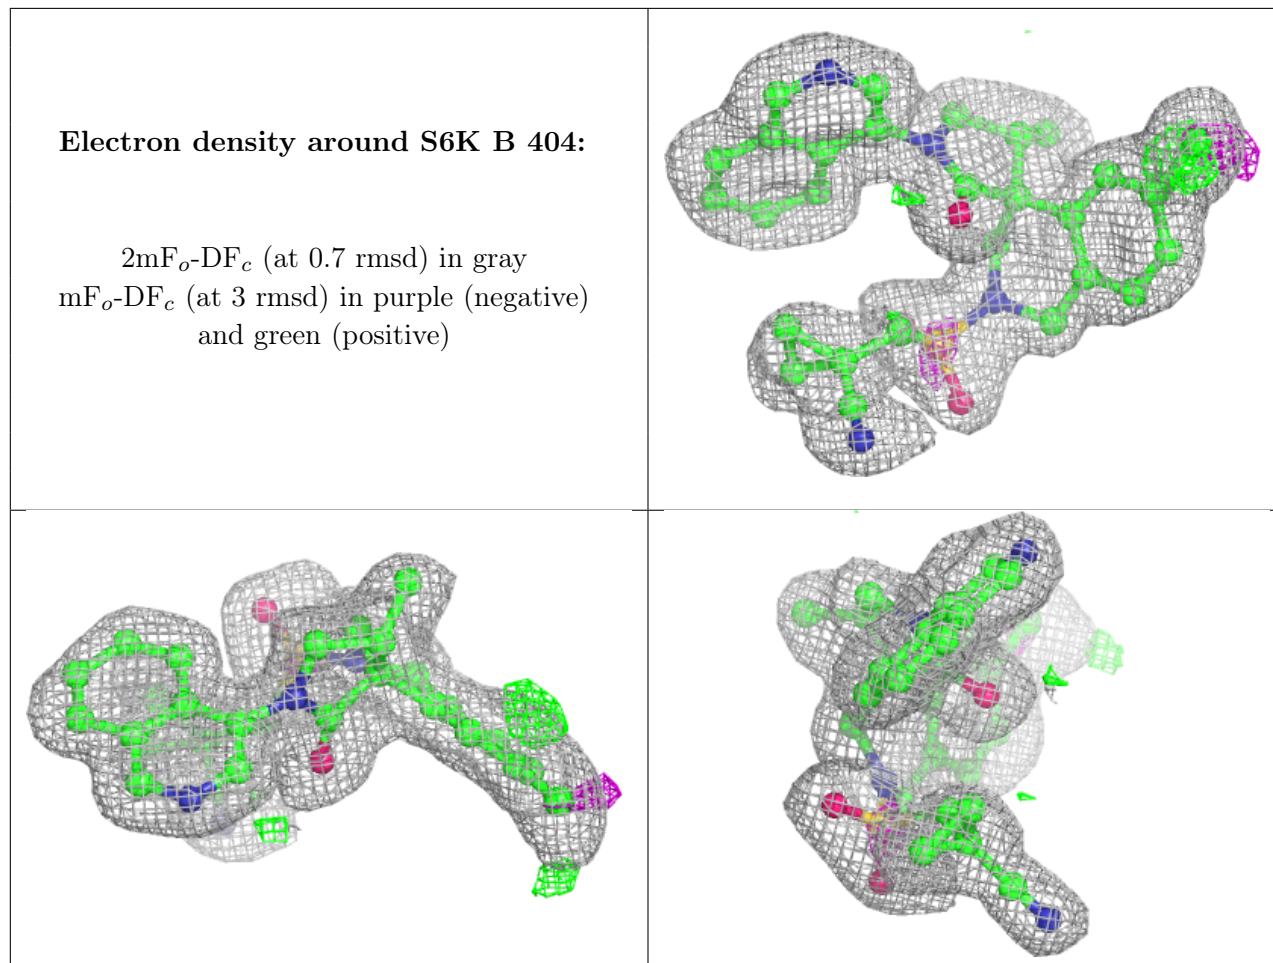 Electron density around S6K B 404:
2mFo-DFc (at 0.7 rmsd) in gray
mFo-DFc (at 3 rmsd) in purple (negative)
and green (positive)